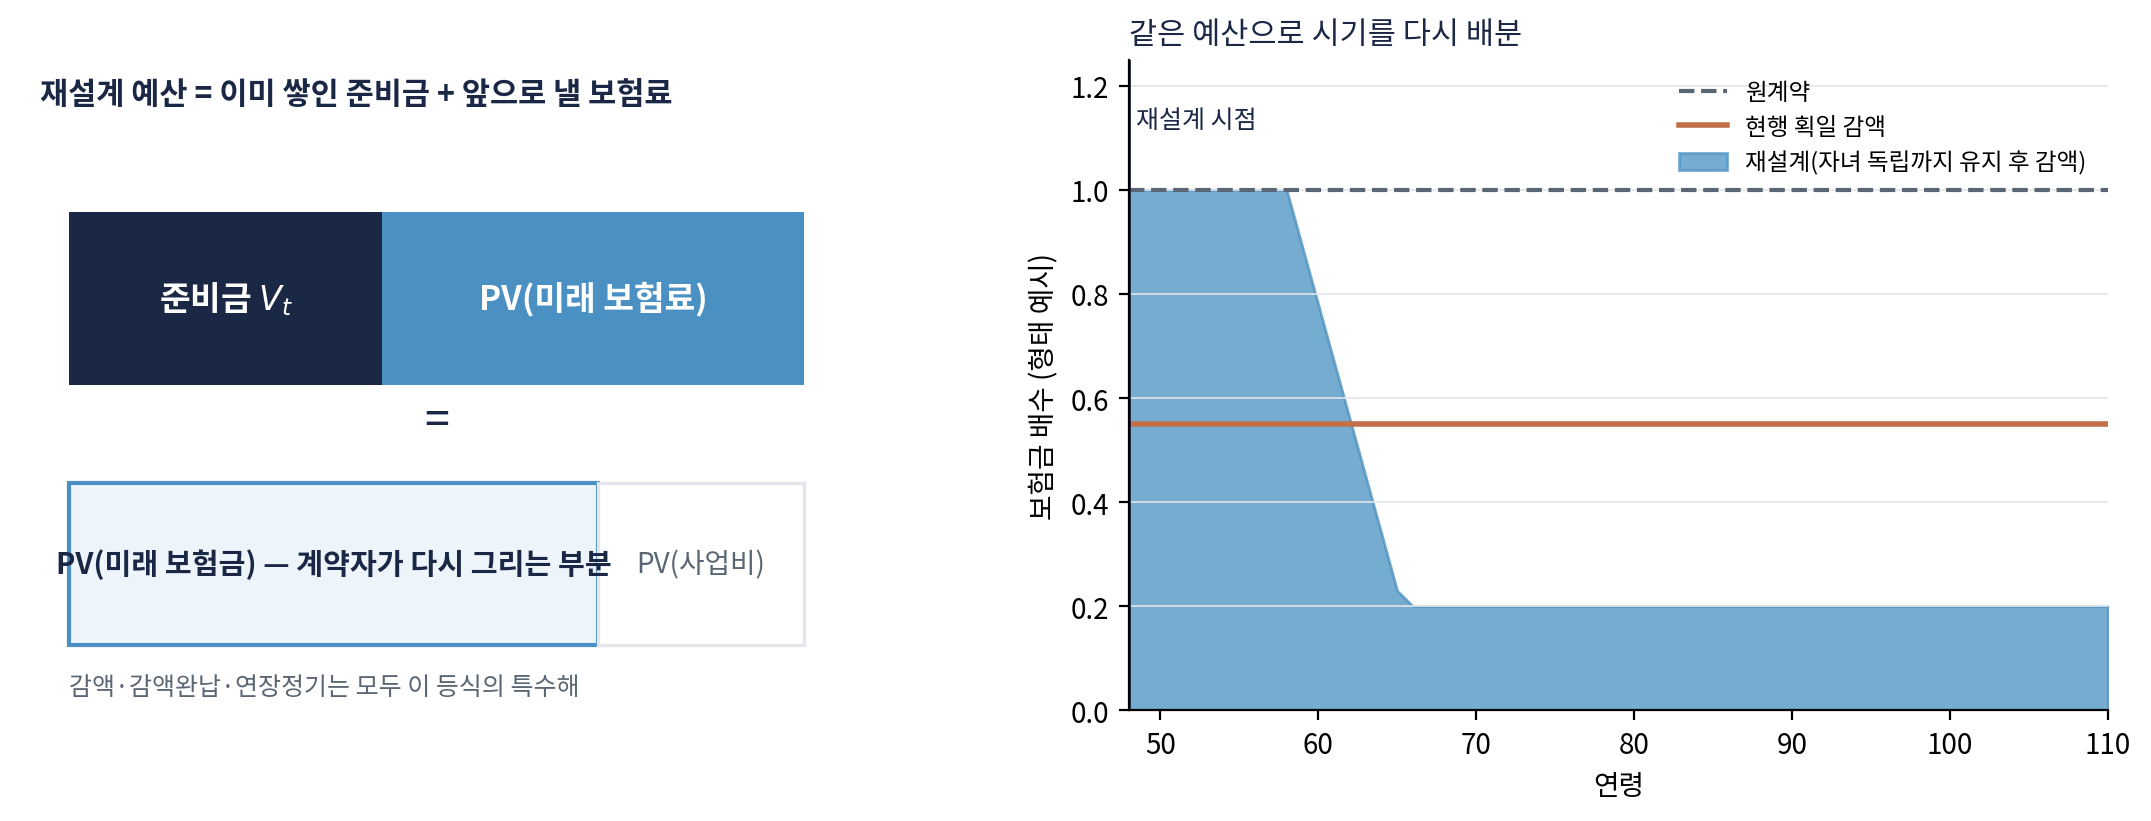 재설계 예산 = 이미 쌓인 준비금 + 앞으로 낼 보험료
준비금 Vt
PV(미래 보험료)
=
PV(미래 보험금) — 계약자가 다시 그리는 부분
PV(사업비)
감액·감액완납·연장정기는 모두 이 등식의 특수해
같은 예산으로 시기를 다시 배분
재설계 시점
원계약
현행 획일 감액
재설계(자녀 독립까지 유지 후 감액)
보험금 배수 (형태 예시)
1.2
1.0
0.8
0.6
0.4
0.2
0.0
50 60 70 80 90 100 110
연령